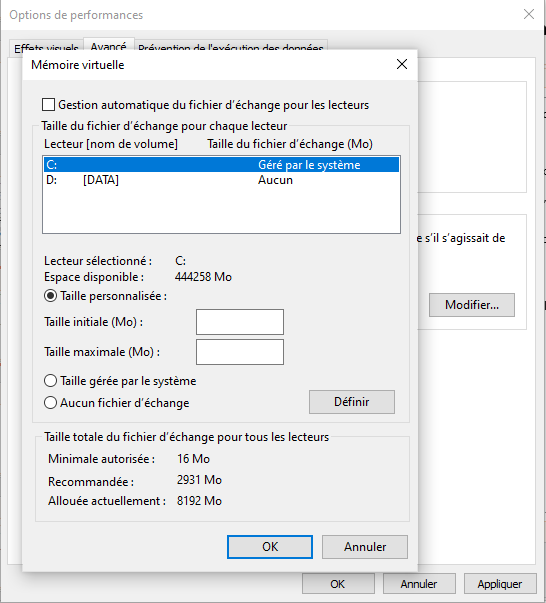 Options de performances
Effets visuels Avancé Prévention de l'exécution des données
Mémoire virtuelle
Gestion automatique du fichier d'échange pour les lecteurs
Taille du fichier d'échange pour chaque lecteur
Lecteur [nom de volume] Taille du fichier d'échange (Mo)
C: Géré par le système
D: [DATA] Aucun
e s'il s'agissait de
Lecteur sélectionné : C:
Espace disponible : 444258 Mo
Taille personnalisée :
Modifier...
Taille initiale (Mo) :
Taille maximale (Mo) :
Taille gérée par le système
Aucun fichier d'échange
Définir
Taille totale du fichier d'échange pour tous les lecteurs
Minimale autorisée : 16 Mo
Recommandée : 2931 Mo
Allouée actuellement : 8192 Mo
OK Annuler
OK Annuler Appliquer